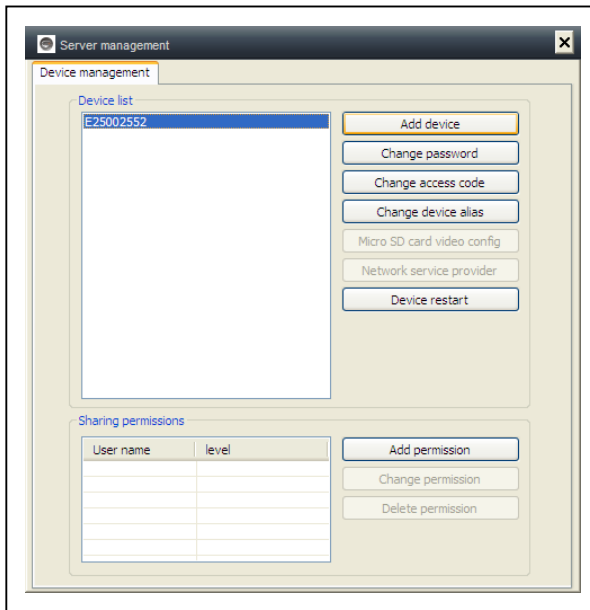 Server management
Device management
Device list
E25002552
Add device
Change password
Change access code
Change device alias
Micro SD card video config
Network service provider
Device restart
Sharing permissions
User name level
Add permission
Change permission
Delete permission